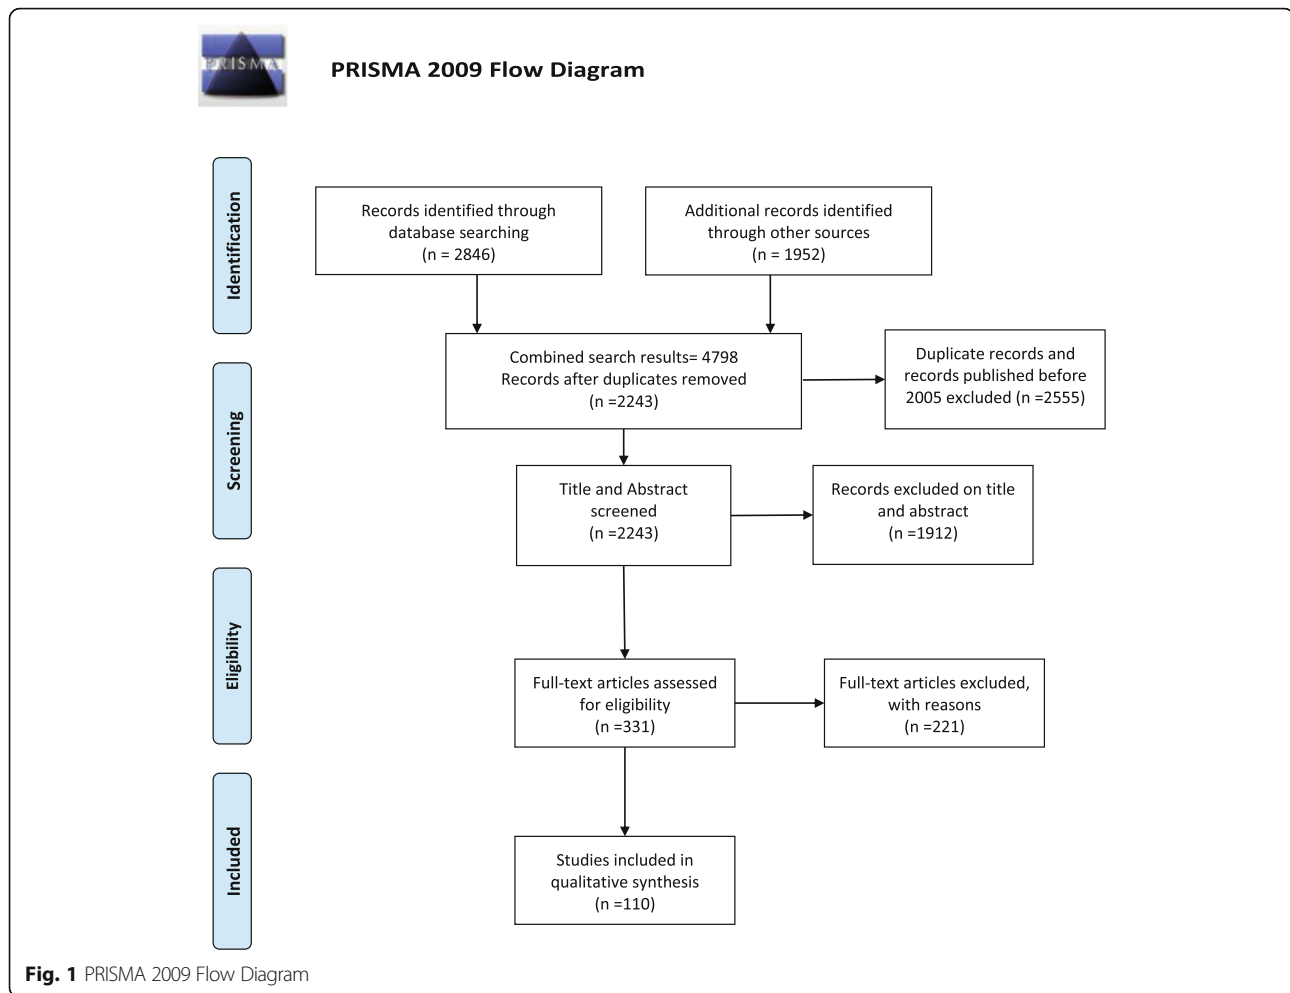 PRISMA
PRISMA 2009 Flow Diagram
Identification
Records identified through
database searching
(n = 2846)
Additional records identified
through other sources
(n = 1952)
Combined search results= 4798
Records after duplicates removed
(n =2243)
Duplicate records and
records published before
2005 excluded (n =2555)
Screening
Title and Abstract
screened
(n =2243)
Records excluded on title
and abstract
(n =1912)
Eligibility
Full-text articles assessed
for eligibility
(n =331)
Full-text articles excluded,
with reasons
(n =221)
Included
Studies included in
qualitative synthesis
(n =110)
Fig. 1 PRISMA 2009 Flow Diagram